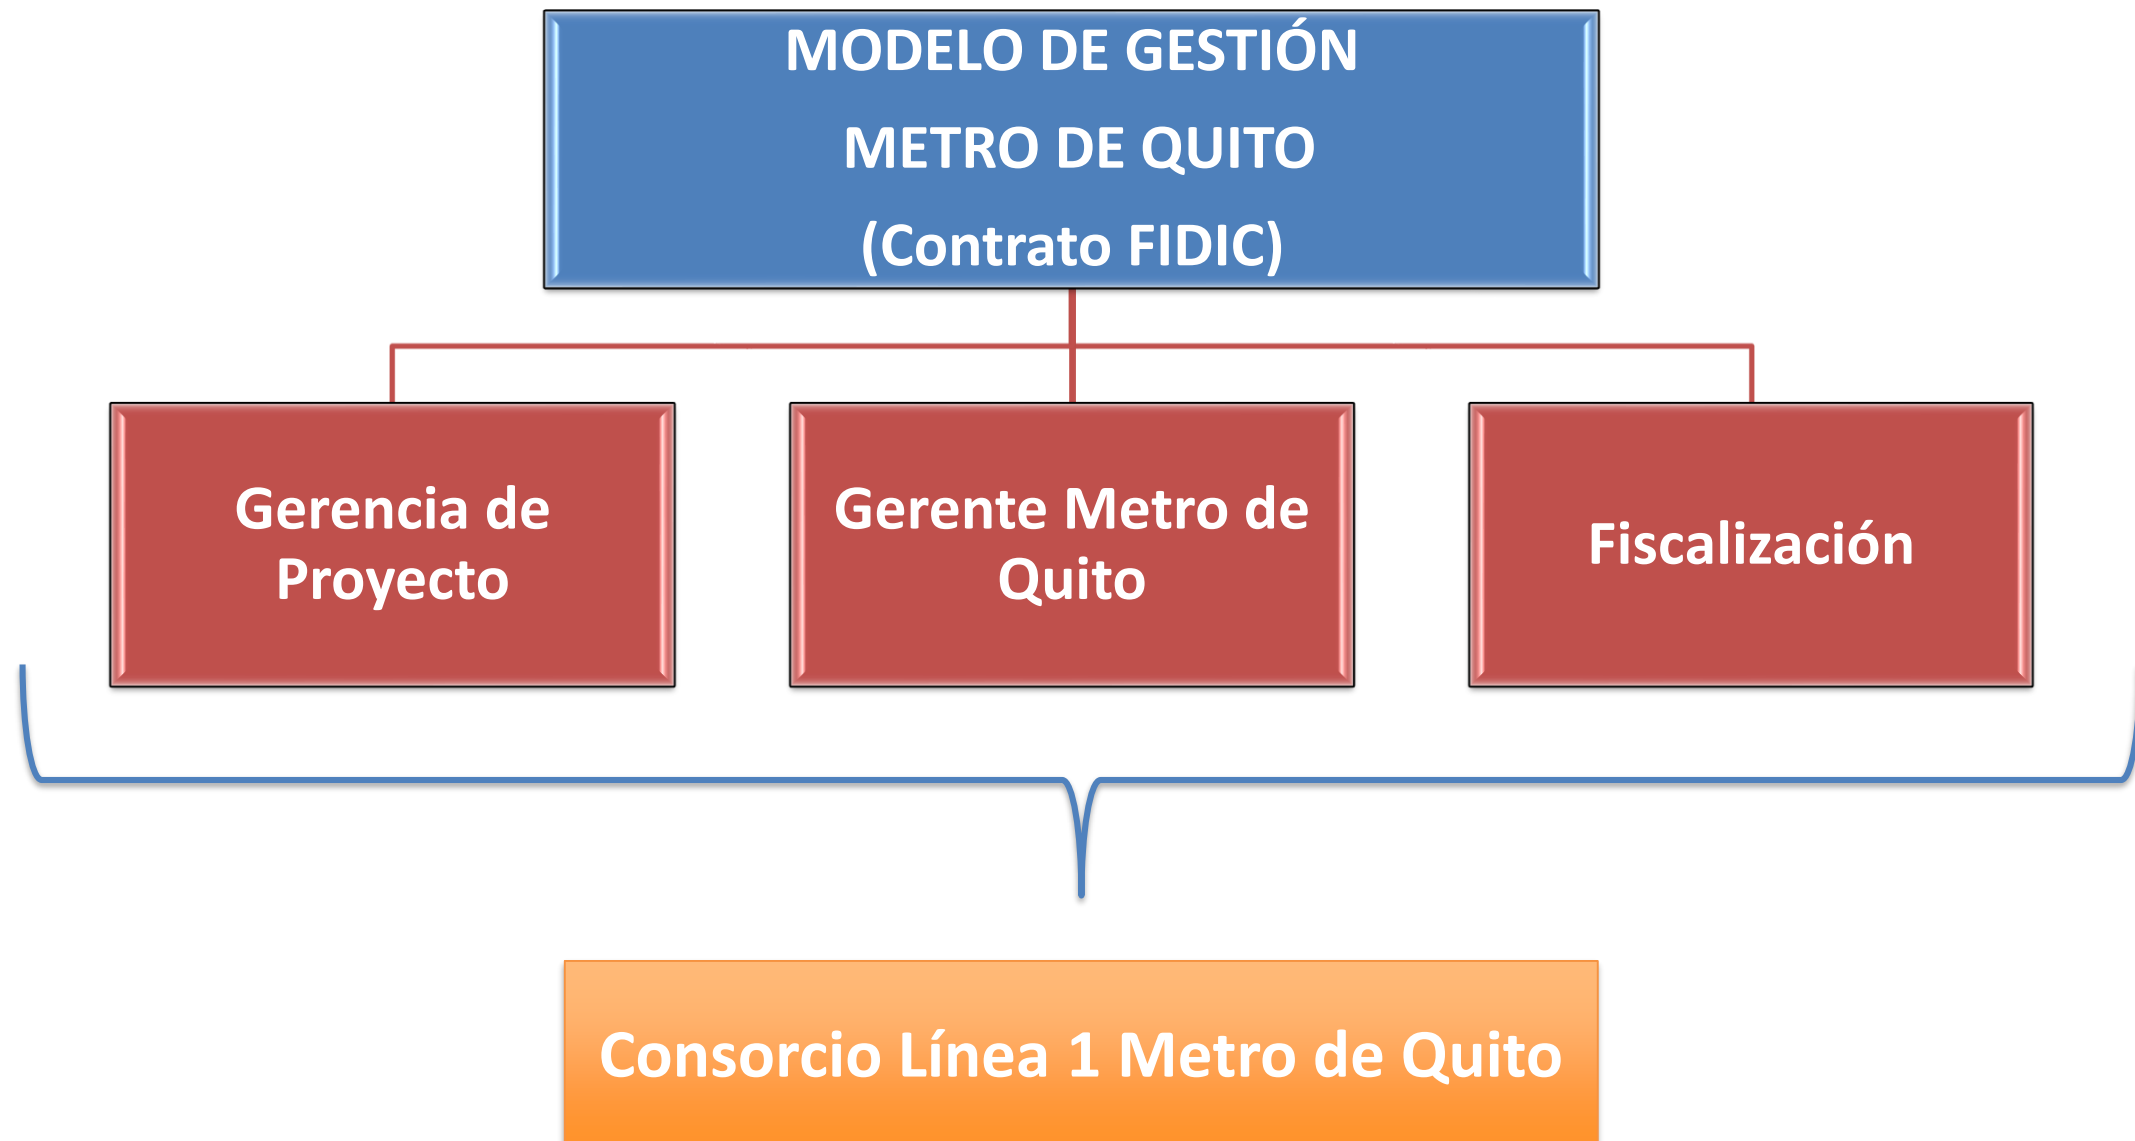 MODELO DE GESTIÓN
METRO DE QUITO
(Contrato FIDIC)
Gerencia de
Proyecto
Gerente Metro de
Quito
Fiscalización
Consorcio Línea 1 Metro de Quito